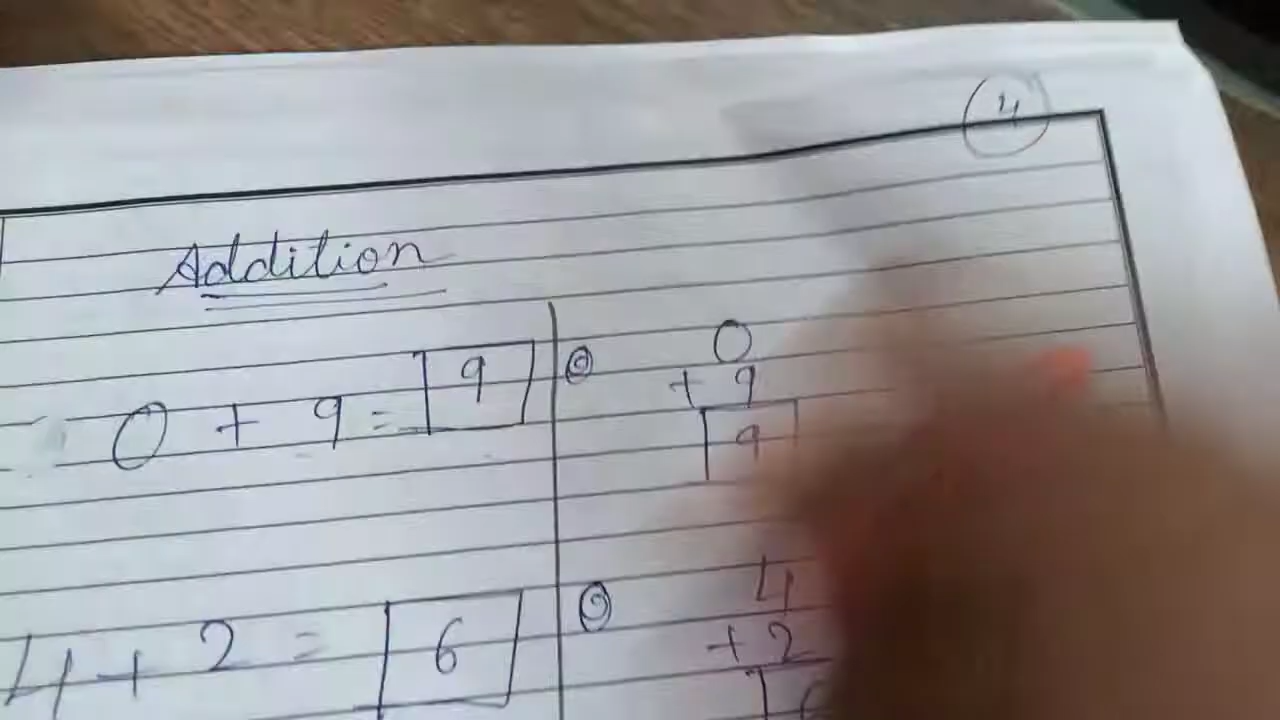 4
Addition
0 + 9 = 9
0
+ 9
9
4 + 2 = 6
4
+ 2